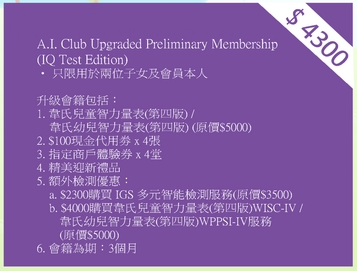 $ 4300
A.I. Club Upgraded Preliminary Membership
(IQ Test Edition)
• 只限用於兩位子女及會員本人
升級會籍包括：
1. 韋氏兒童智力量表(第四版) /
韋氏幼兒智力量表(第四版) (原價$5000)
2. $100現金代用券 x 4張
3. 指定商戶體驗券 x 4堂
4. 精美迎新禮品
5. 額外檢測優惠：
a. $2300購買 IGS 多元智能檢測服務(原價$3500)
b. $4000購買韋氏兒童智力量表(第四版)WISC-IV /
韋氏幼兒智力量表(第四版)WPPSI-IV服務
(原價$5000)
6. 會籍為期：3個月